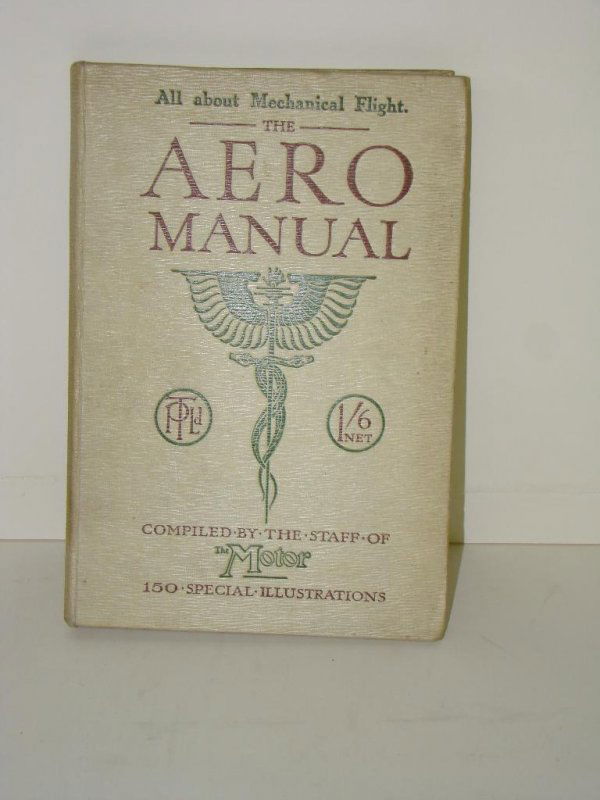 All about Mechanical Flight.
THE
AERO
MANUAL
TPLd
1/6
NET
COMPILED·BY·THE·STAFF·OF
The Motor
150·SPECIAL·ILLUSTRATIONS